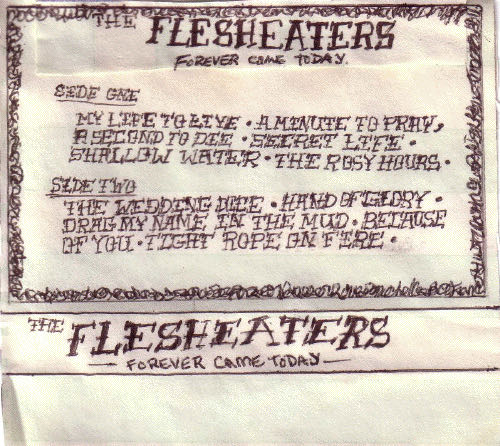 THE FLESHEATERS
FOREVER CAME TODAY.
SIDE ONE
MY LIFE TO LIVE • A MINUTE TO PRAY,
A SECOND TO DIE • SECRET LIFE •
SHALLOW WATER • THE ROSY HOURS •
SIDE TWO
THE WEDDING DICE • HAND OF GLORY •
DRAG MY NAME IN THE MUD • BECAUSE
OF YOU • TIGHT ROPE ON FIRE •
THE FLESHEATERS
— FOREVER CAME TODAY —